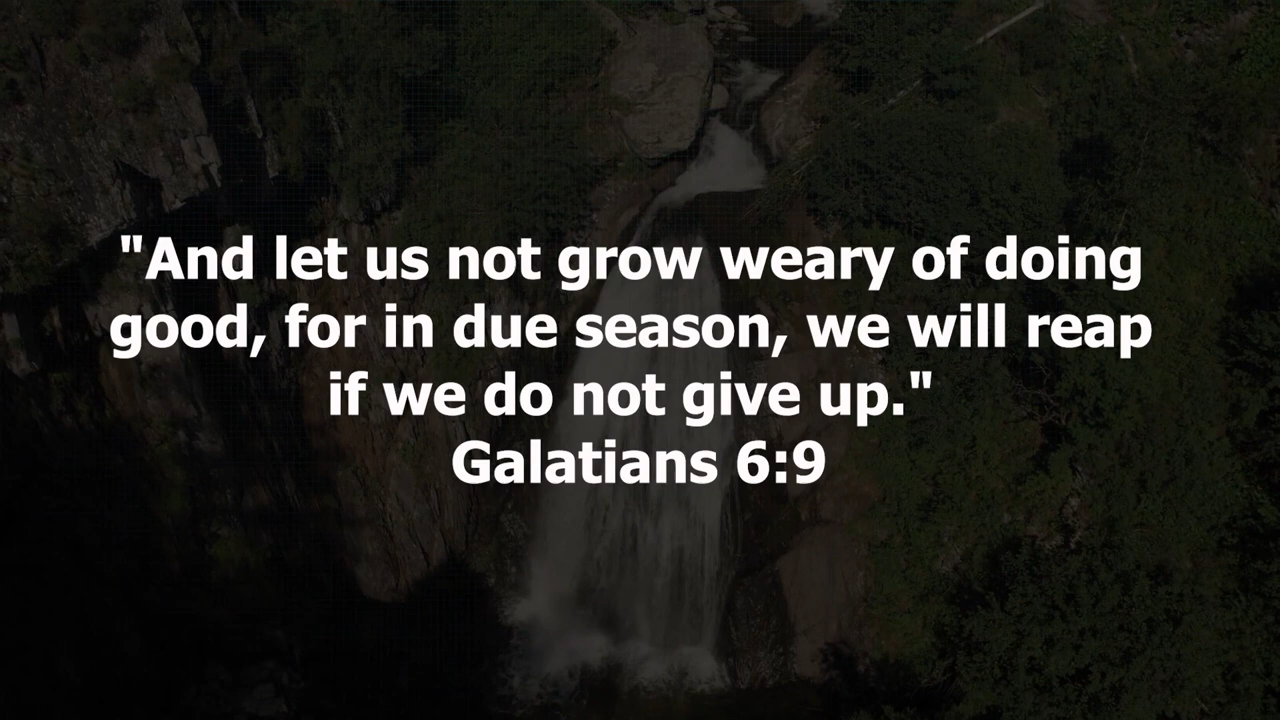 "And let us not grow weary of doing
good, for in due season, we will reap
if we do not give up."
Galatians 6:9